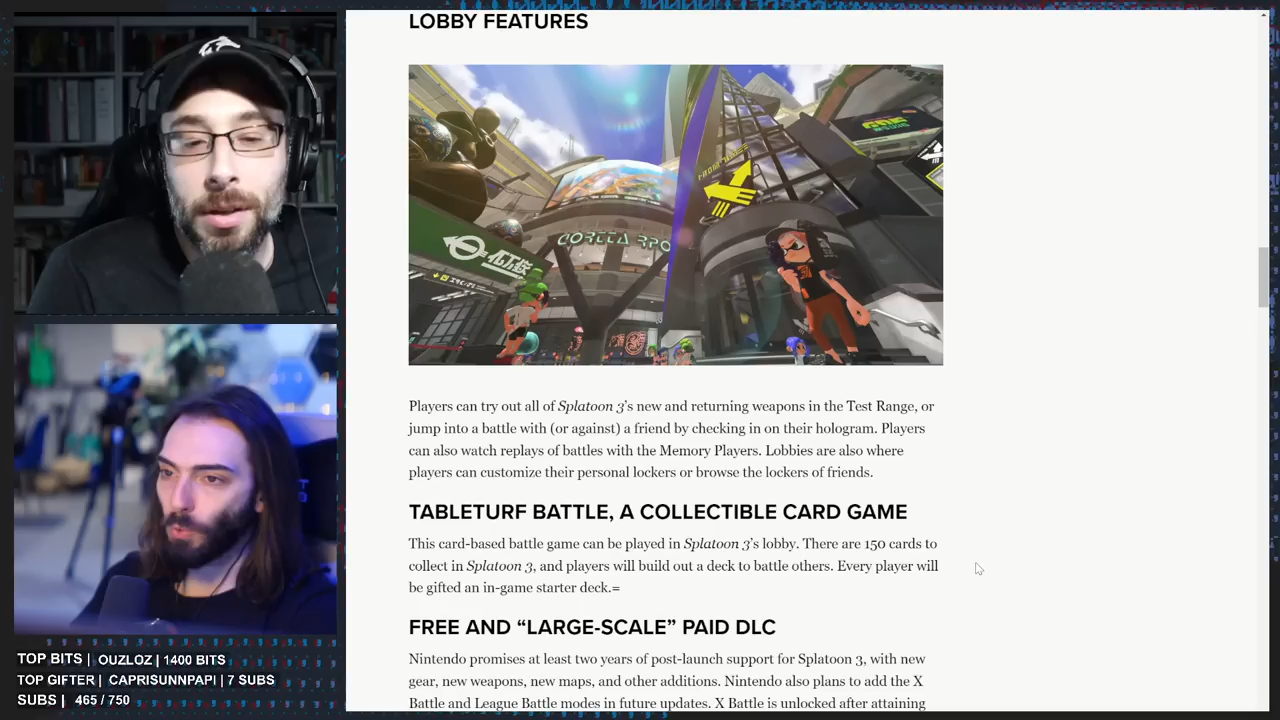 LOBBY FEATURES
Players can try out all of Splatoon 3's new and returning weapons in the Test Range, or
jump into a battle with (or against) a friend by checking in on their hologram. Players
can also watch replays of battles with the Memory Players. Lobbies are also where
players can customize their personal lockers or browse the lockers of friends.
TABLETURF BATTLE, A COLLECTIBLE CARD GAME
This card-based battle game can be played in Splatoon 3's lobby. There are 150 cards to
collect in Splatoon 3, and players will build out a deck to battle others. Every player will
be gifted an in-game starter deck.=
FREE AND “LARGE-SCALE” PAID DLC
Nintendo promises at least two years of post-launch support for Splatoon 3, with new
gear, new weapons, new maps, and other additions. Nintendo also plans to add the X
Battle and League Battle modes in future updates. X Battle is unlocked after attaining
TOP BITS | OUZLOZ | 1400 BITS
TOP GIFTER | CAPRISUNNPAPI | 7 SUBS
SUBS | 465 / 750